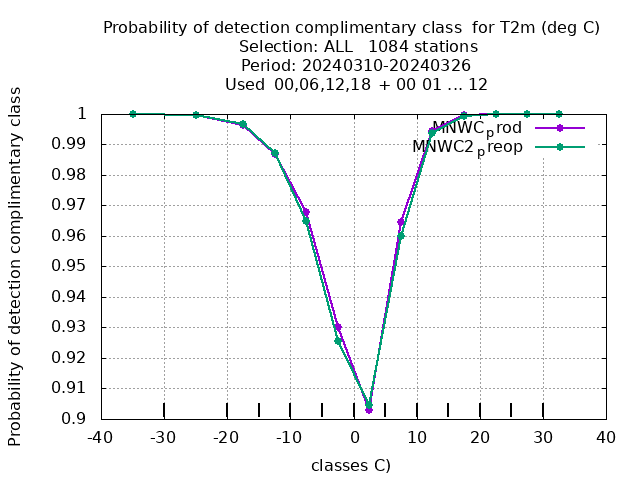 Probability of detection complimentary class  for T2m (deg C)
Selection: ALL   1084 stations
Period: 20240310-20240326
Used  00,06,12,18 + 00 01 ... 12
Probability of detection complimentary class
1
0.99
0.98
0.97
0.96
0.95
0.94
0.93
0.92
0.91
0.9
MNWC_prod
MNWC2_preop
-40 -30 -20 -10 0 10 20 30 40
classes C)